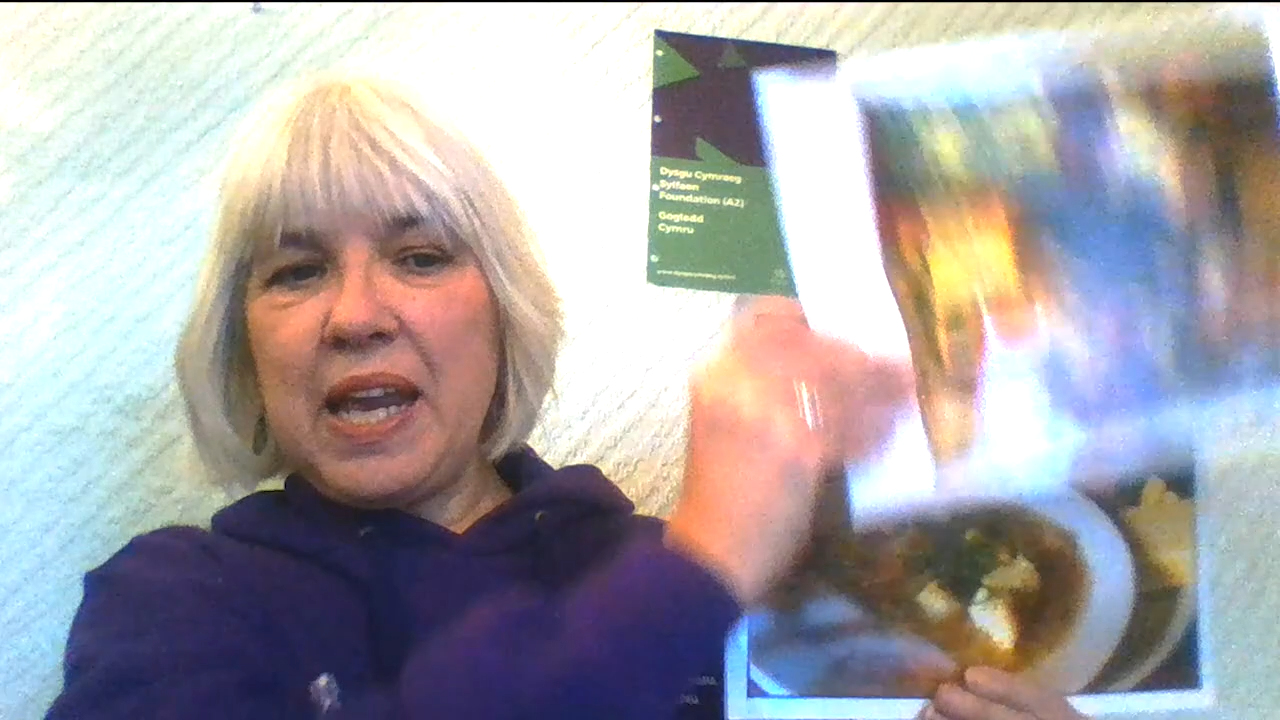 Dysgu Cymraeg
Sylfaen
Foundation (A2)
Gogledd
Cymru